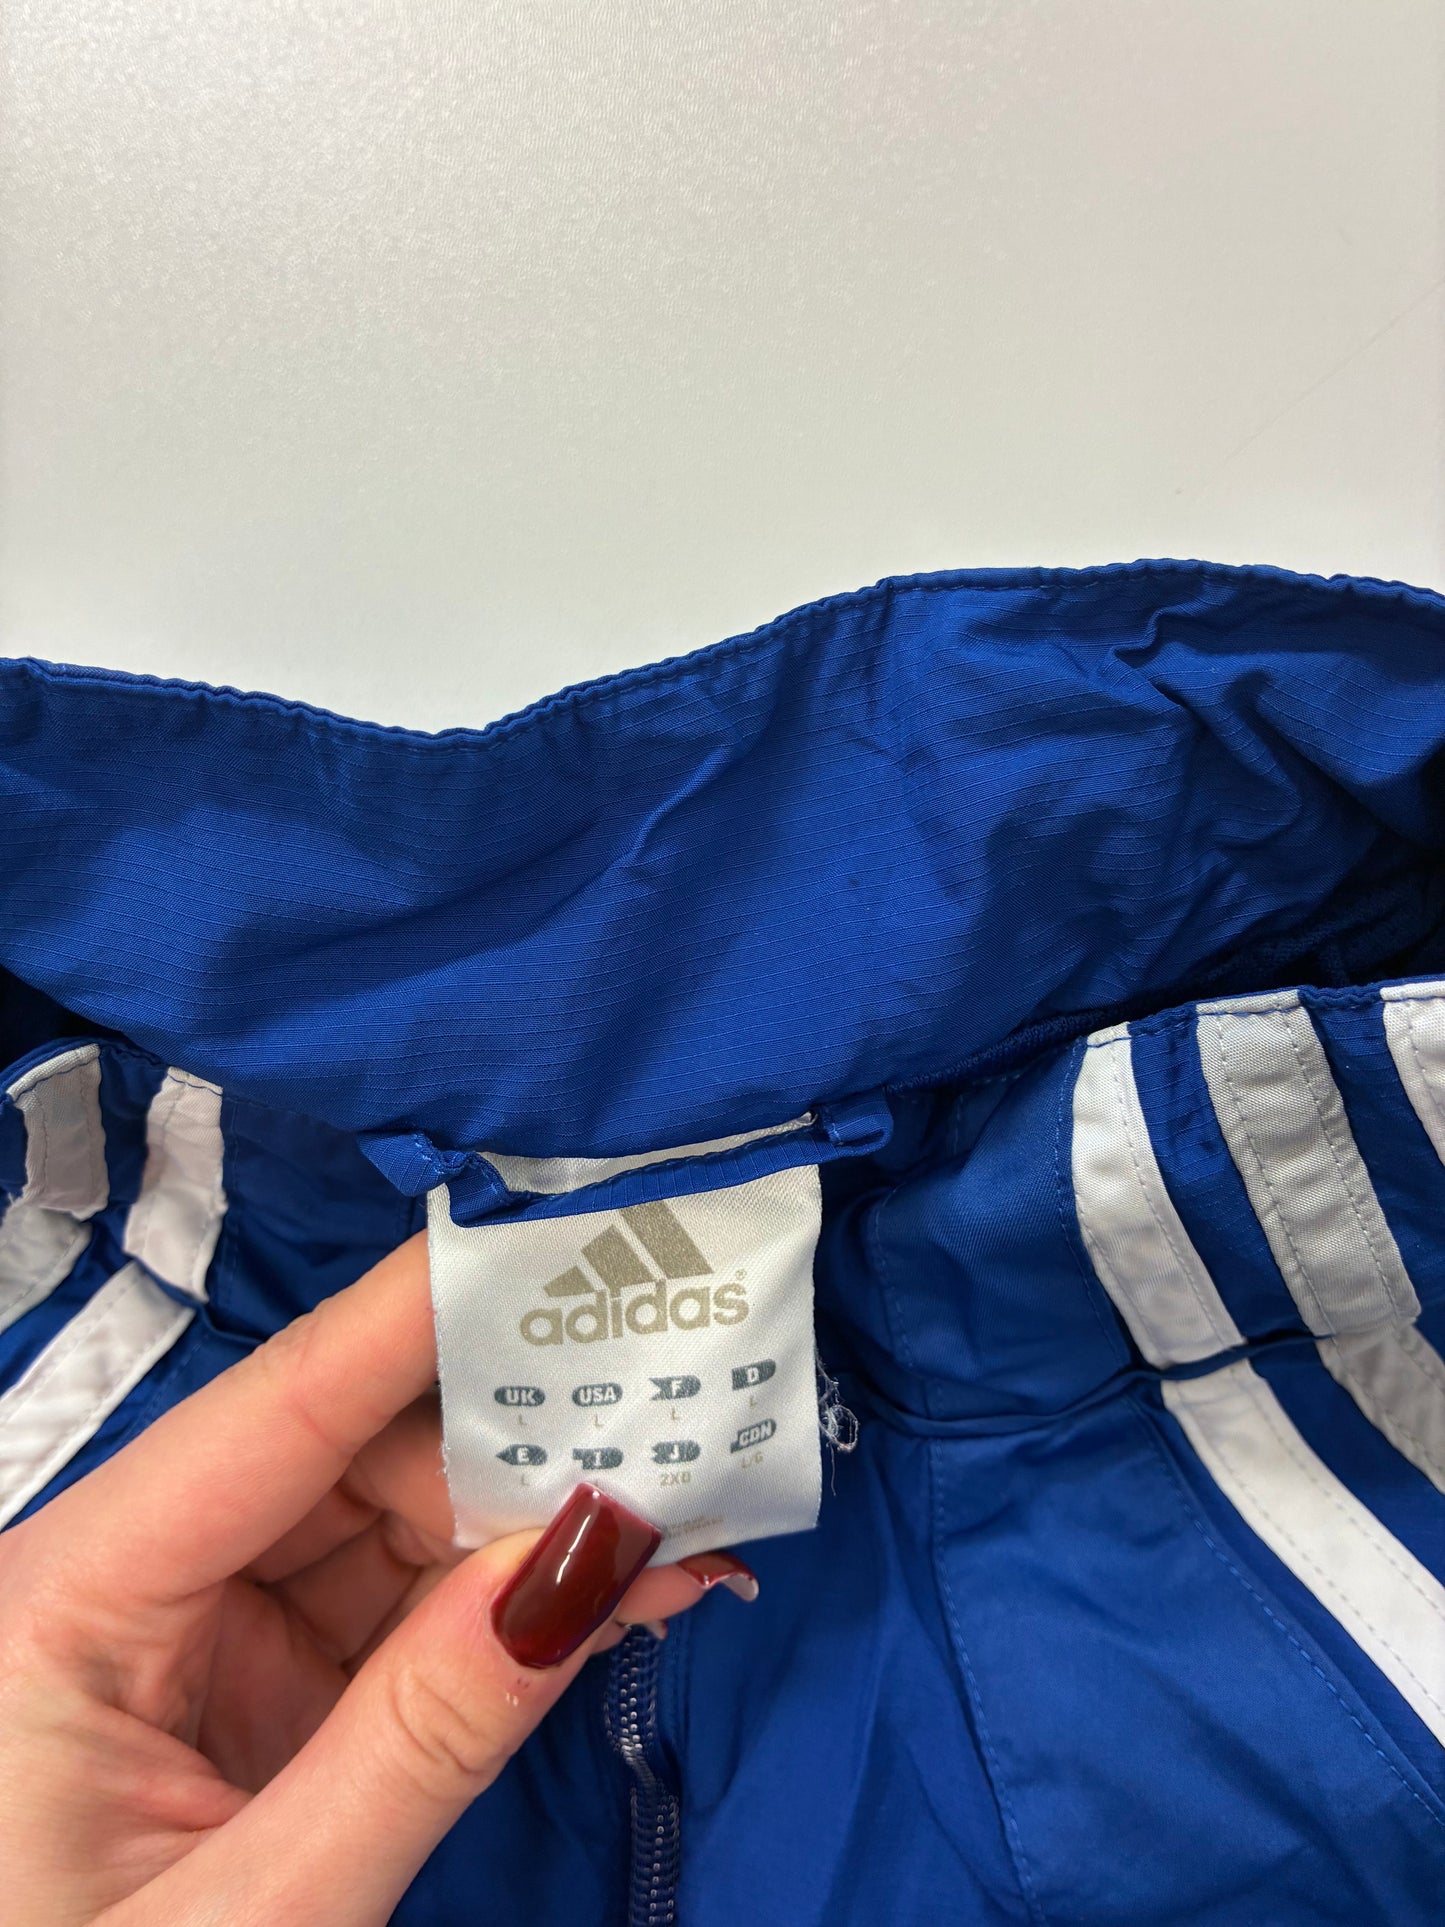 adidas®
UK USA F D
L L L L
E I J CDN
L 2XO L/G